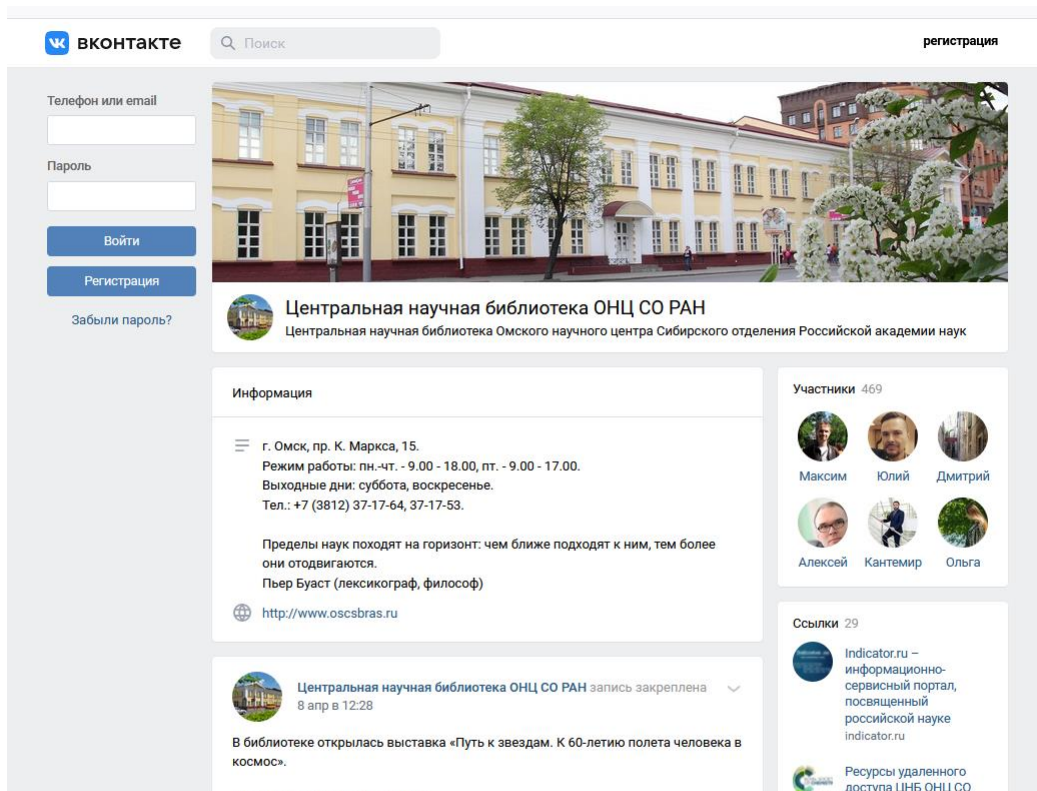 вконтакте
Поиск
регистрация
Телефон или email
Пароль
Войти
Регистрация
Забыли пароль?
Центральная научная библиотека ОНЦ СО РАН
Центральная научная библиотека Омского научного центра Сибирского отделения Российской академии наук
Информация
г. Омск, пр. К. Маркса, 15.
Режим работы: пн.-чт. - 9.00 - 18.00, пт. - 9.00 - 17.00.
Выходные дни: суббота, воскресенье.
Тел.: +7 (3812) 37-17-64, 37-17-53.
Пределы наук походят на горизонт: чем ближе подходят к ним, тем более
они отодвигаются.
Пьер Буаст (лексикограф, философ)
http://www.oscsbras.ru
Центральная научная библиотека ОНЦ СО РАН запись закреплена
8 апр в 12:28
В библиотеке открылась выставка «Путь к звездам. К 60-летию полета человека в
космос».
Участники 469
Максим Юлий Дмитрий
Алексей Кантемир Ольга
Ссылки 29
Indicator.ru –
информационно-
сервисный портал,
посвященный
российской науке
indicator.ru
Ресурсы удаленного
доступа ЦНБ ОНЦ СО